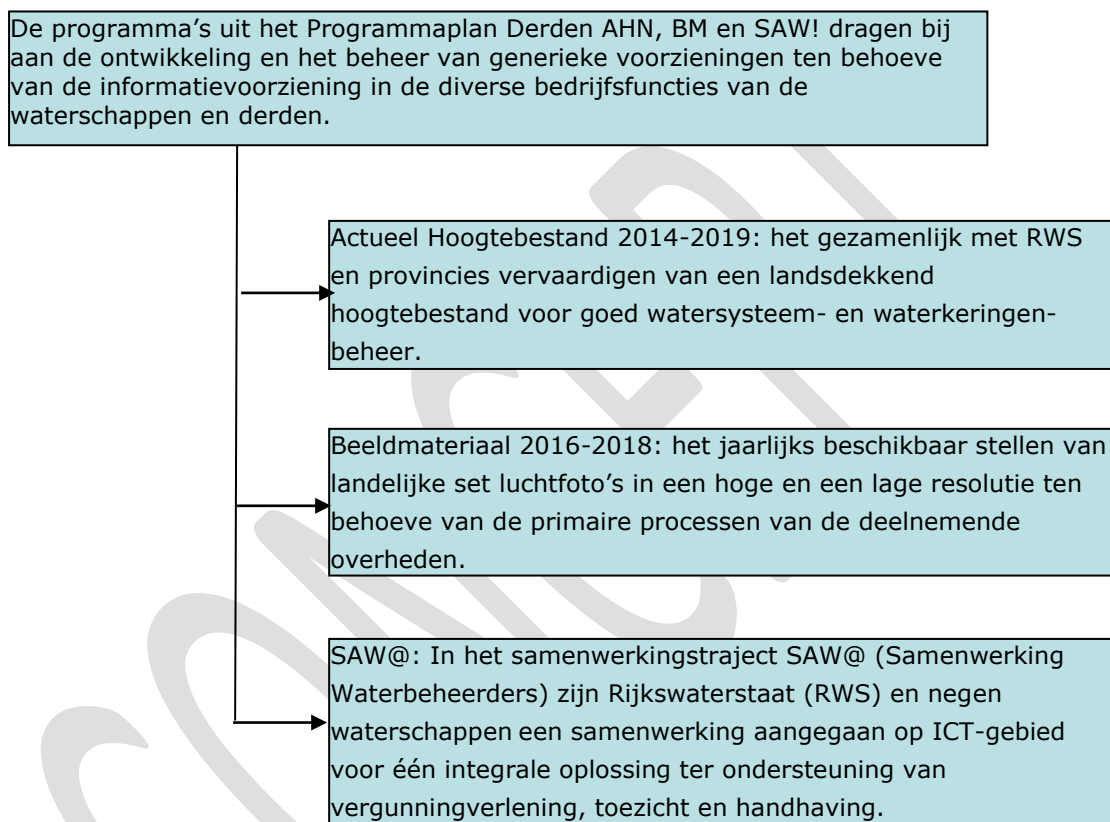 De programma’s uit het Programmaplan Derden AHN, BM en SAW! dragen bij
aan de ontwikkeling en het beheer van generieke voorzieningen ten behoeve
van de informatievoorziening in de diverse bedrijfsfuncties van de
waterschappen en derden.
Actueel Hoogtebestand 2014-2019: het gezamenlijk met RWS
en provincies vervaardigen van een landsdekkend
hoogtebestand voor goed watersysteem- en waterkeringen-
beheer.
Beeldmateriaal 2016-2018: het jaarlijks beschikbaar stellen van
landelijke set luchtfoto’s in een hoge en een lage resolutie ten
behoeve van de primaire processen van de deelnemende
overheden.
SAW@: In het samenwerkingstraject SAW@ (Samenwerking
Waterbeheerders) zijn Rijkswaterstaat (RWS) en negen
waterschappen een samenwerking aangegaan op ICT-gebied
voor één integrale oplossing ter ondersteuning van
vergunningverlening, toezicht en handhaving.
CONCEPT